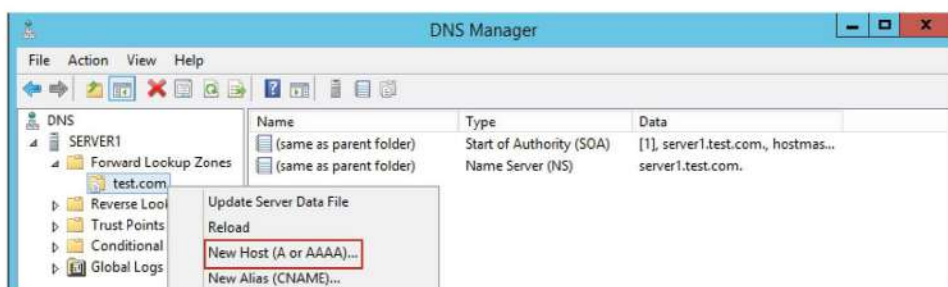 DNS Manager
File Action View Help
DNS
SERVER1
Forward Lookup Zones
test.com
Reverse Look
Trust Points
Conditional
Global Logs
Name Type Data
(same as parent folder) Start of Authority (SOA) [1], server1.test.com., hostmas...
(same as parent folder) Name Server (NS) server1.test.com.
Update Server Data File
Reload
New Host (A or AAAA)...
New Alias (CNAME)...